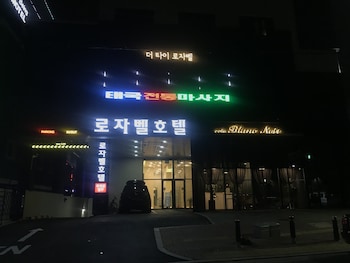 더 타이 로자벨
태국전통마사지
로자벨호텔
Blanc Note
로자벨호텔